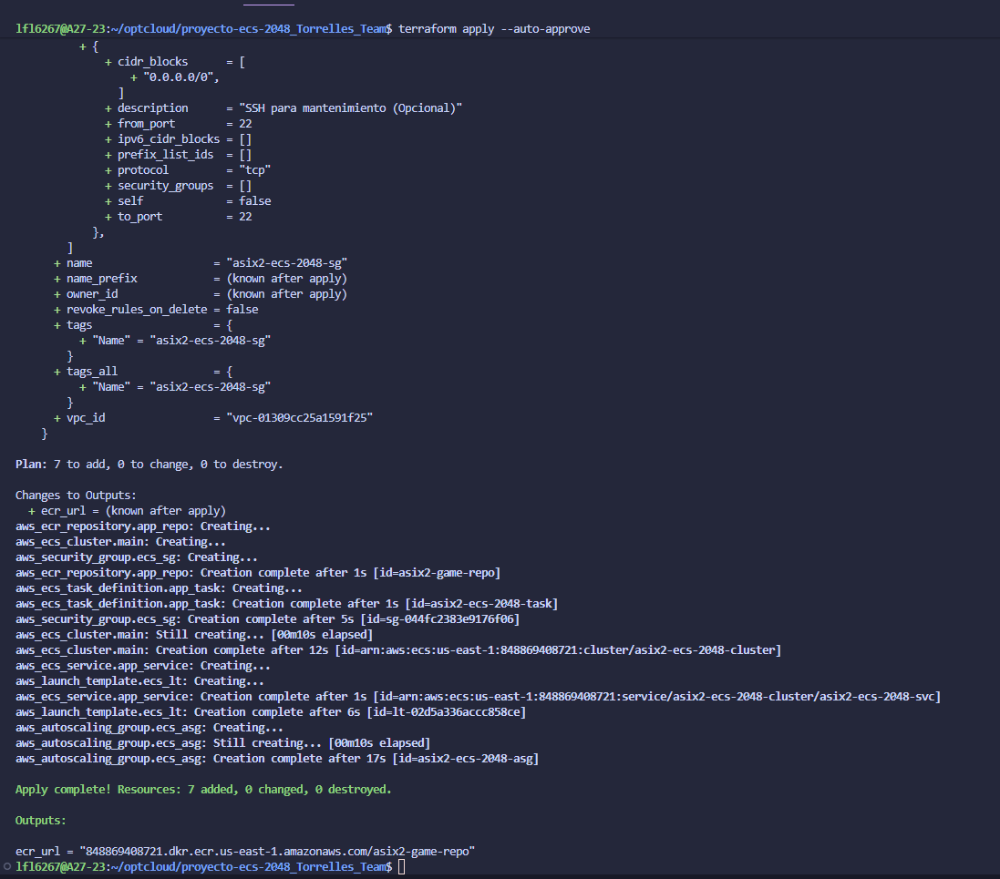 lfl6267@A27-23:~/optcloud/proyecto-ecs-2048_Torrelles_Team$ terraform apply --auto-approve
+ {
+ cidr_blocks      = [
+ "0.0.0.0/0",
]
+ description      = "SSH para mantenimiento (Opcional)"
+ from_port        = 22
+ ipv6_cidr_blocks = []
+ prefix_list_ids  = []
+ protocol         = "tcp"
+ security_groups  = []
+ self             = false
+ to_port          = 22
},
]
+ name                   = "asix2-ecs-2048-sg"
+ name_prefix            = (known after apply)
+ owner_id               = (known after apply)
+ revoke_rules_on_delete = false
+ tags                   = {
+ "Name" = "asix2-ecs-2048-sg"
}
+ tags_all               = {
+ "Name" = "asix2-ecs-2048-sg"
}
+ vpc_id                 = "vpc-01309cc25a1591f25"
}
Plan: 7 to add, 0 to change, 0 to destroy.
Changes to Outputs:
+ ecr_url = (known after apply)
aws_ecr_repository.app_repo: Creating...
aws_ecs_cluster.main: Creating...
aws_security_group.ecs_sg: Creating...
aws_ecr_repository.app_repo: Creation complete after 1s [id=asix2-game-repo]
aws_ecs_task_definition.app_task: Creating...
aws_ecs_task_definition.app_task: Creation complete after 1s [id=asix2-ecs-2048-task]
aws_security_group.ecs_sg: Creation complete after 5s [id=sg-044fc2383e9176f06]
aws_ecs_cluster.main: Still creating... [00m10s elapsed]
aws_ecs_cluster.main: Creation complete after 12s [id=arn:aws:ecs:us-east-1:848869408721:cluster/asix2-ecs-2048-cluster]
aws_ecs_service.app_service: Creating...
aws_launch_template.ecs_lt: Creating...
aws_ecs_service.app_service: Creation complete after 1s [id=arn:aws:ecs:us-east-1:848869408721:service/asix2-ecs-2048-cluster/asix2-ecs-2048-svc]
aws_launch_template.ecs_lt: Creation complete after 6s [id=lt-02d5a336accc858ce]
aws_autoscaling_group.ecs_asg: Creating...
aws_autoscaling_group.ecs_asg: Still creating... [00m10s elapsed]
aws_autoscaling_group.ecs_asg: Creation complete after 17s [id=asix2-ecs-2048-asg]
Apply complete! Resources: 7 added, 0 changed, 0 destroyed.
Outputs:
ecr_url = "848869408721.dkr.ecr.us-east-1.amazonaws.com/asix2-game-repo"
lfl6267@A27-23:~/optcloud/proyecto-ecs-2048_Torrelles_Team$